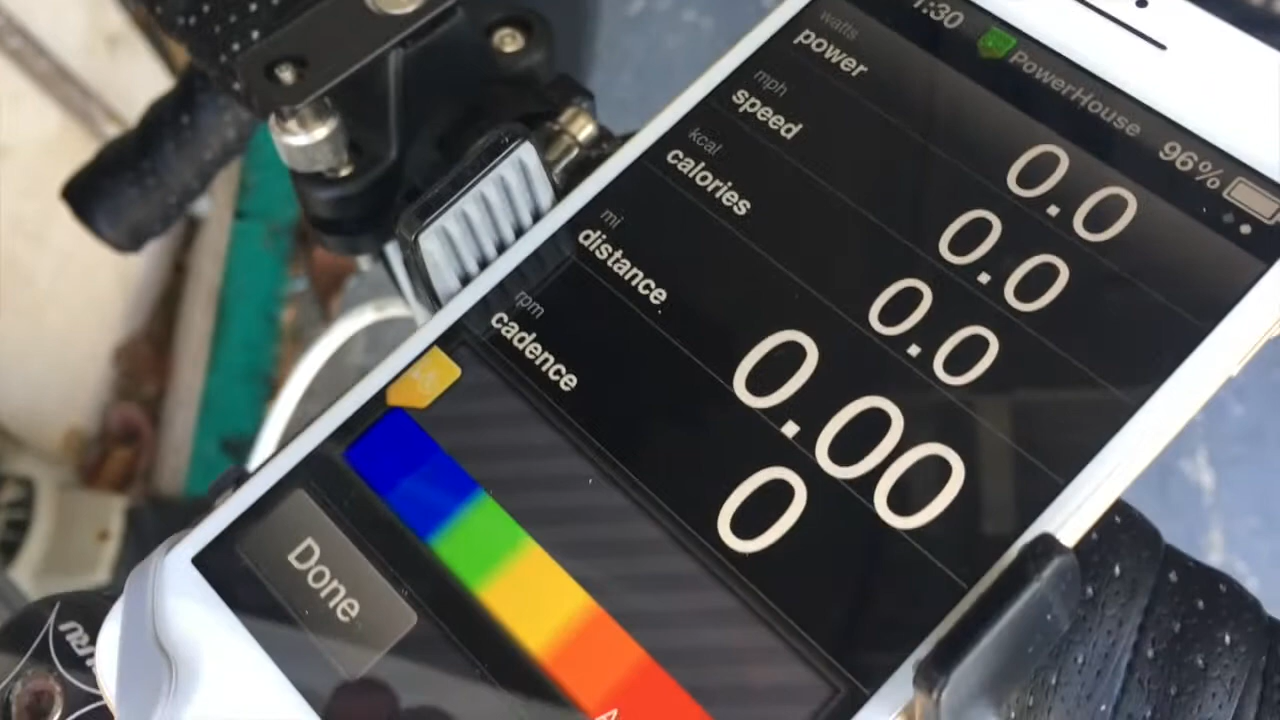 1:30 PowerHouse 96%
watts
power 0.0
mph
speed 0.0
kcal
calories 0.0
mi
distance 0.00
rpm
cadence 0
Done